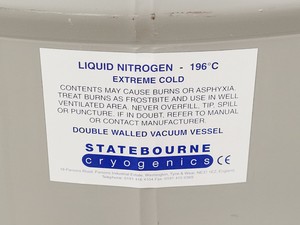 LIQUID NITROGEN - 196°C
EXTREME COLD
CONTENTS MAY CAUSE BURNS OR ASPHYXIA.
TREAT BURNS AS FROSTBITE AND USE IN WELL
VENTILATED AREA. NEVER OVERFILL, TIP, SPILL
OR PUNCTURE. IF IN DOUBT, REFER TO MANUAL
OR CONTACT MANUFACTURER.
DOUBLE WALLED VACUUM VESSEL
STATEBOURNE
cryogenics CE